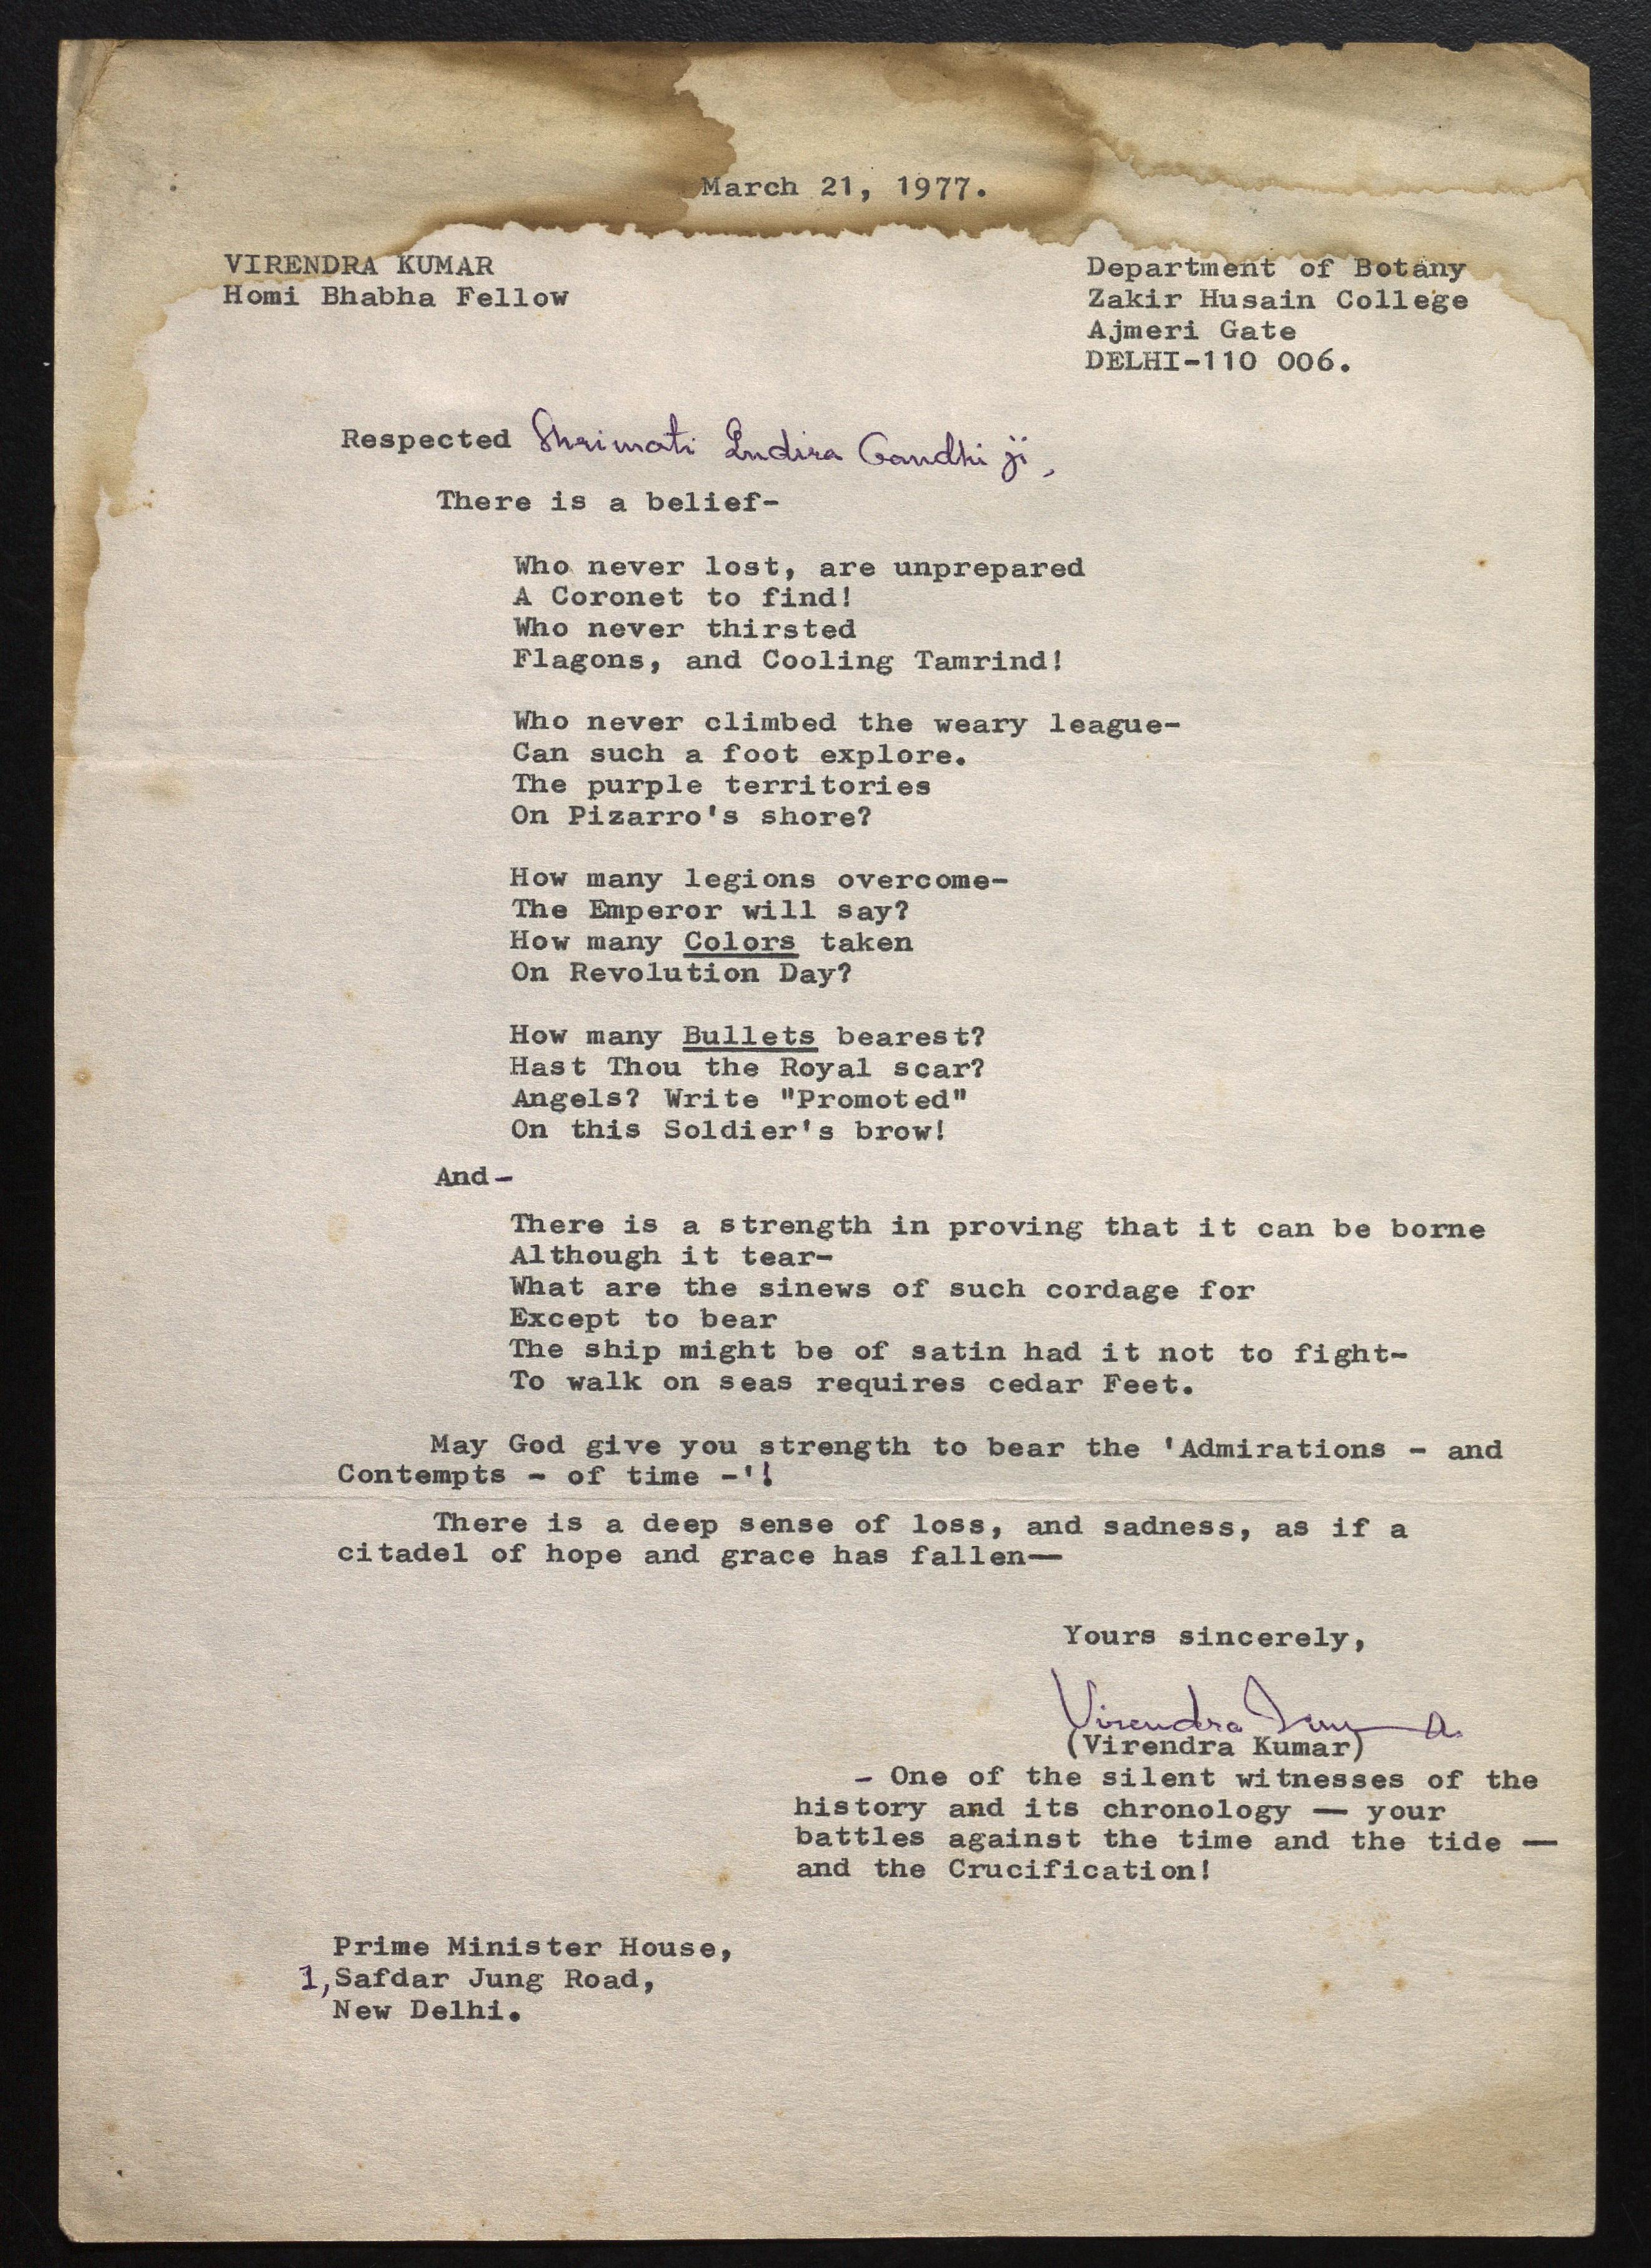 March 21, 1977.
VIRENDRA KUMAR
Homi Bhabha Fellow
Department of Botany
Zakir Husain College
Ajmeri Gate
DELHI-110 006.
Respected Shrimati Indira Gandhi ji,
There is a belief-
Who never lost, are unprepared
A Coronet to find!
Who never thirsted
Flagons, and Cooling Tamrind!
Who never climbed the weary league-
Can such a foot explore.
The purple territories
On Pizarro's shore?
How many legions overcome-
The Emperor will say?
How many Colors taken
On Revolution Day?
How many Bullets bearest?
Hast Thou the Royal scar?
Angels? Write "Promoted"
On this Soldier's brow!
And-
There is a strength in proving that it can be borne
Although it tear-
What are the sinews of such cordage for
Except to bear
The ship might be of satin had it not to fight-
To walk on seas requires cedar Feet.
May God give you strength to bear the 'Admirations - and
Contempts - of time -'!
There is a deep sense of loss, and sadness, as if a
citadel of hope and grace has fallen—
Yours sincerely,
Virendra Kumar
(Virendra Kumar)
- One of the silent witnesses of the
history and its chronology — your
battles against the time and the tide —
and the Crucification!
Prime Minister House,
1, Safdar Jung Road,
New Delhi.